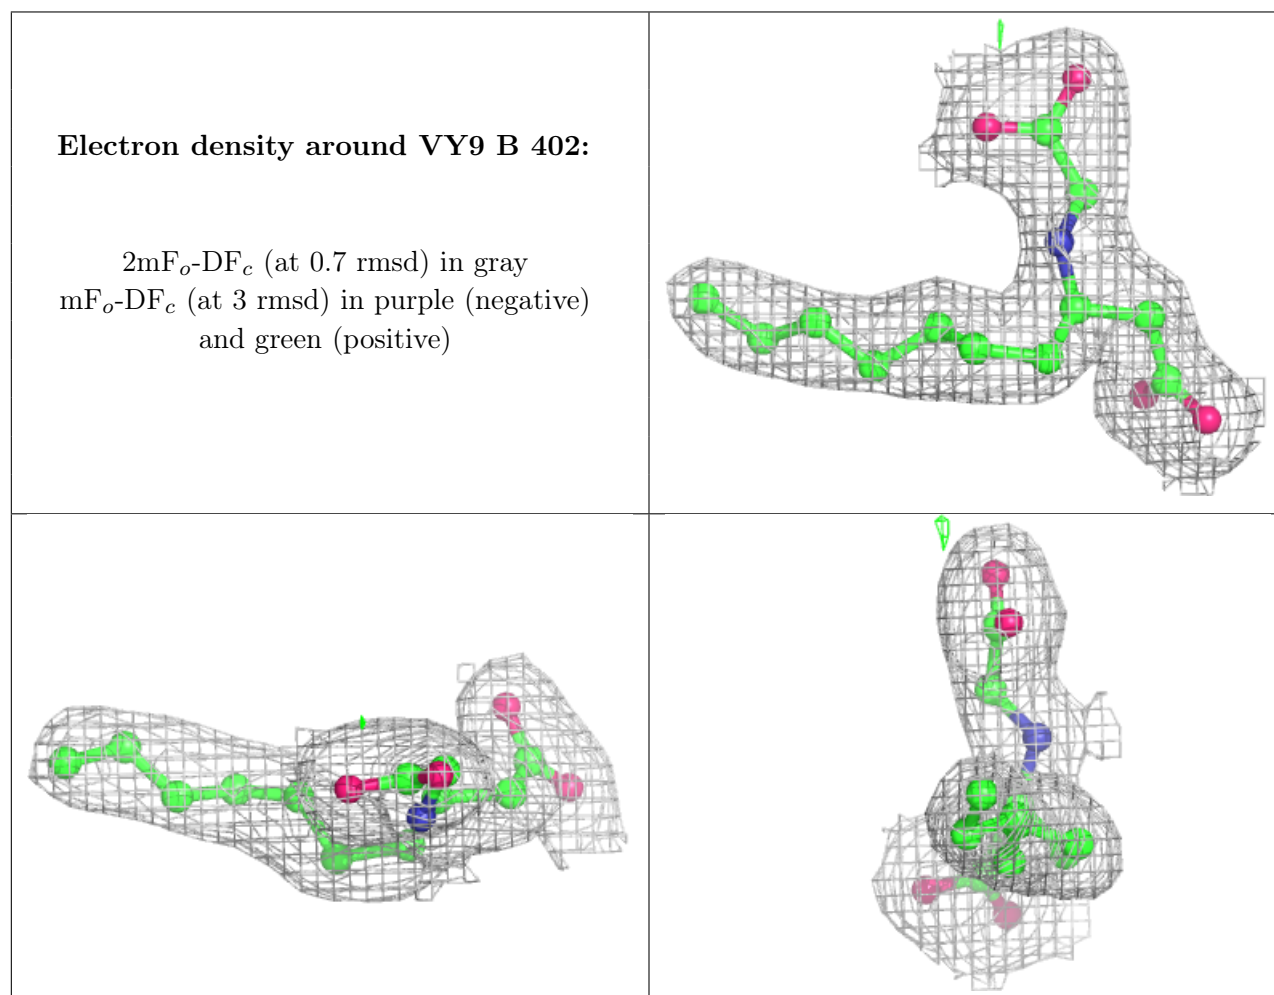 Electron density around VY9 B 402:
2mFo-DFc (at 0.7 rmsd) in gray
mFo-DFc (at 3 rmsd) in purple (negative)
and green (positive)